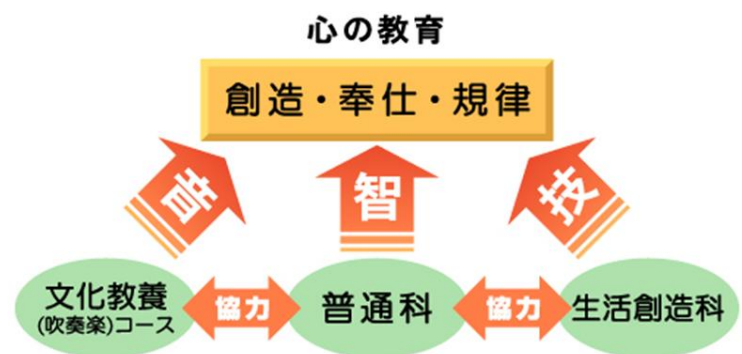 心の教育
創造・奉仕・規律
音
智
技
文化教養
(吹奏楽)コース
協力
普通科
協力
生活創造科